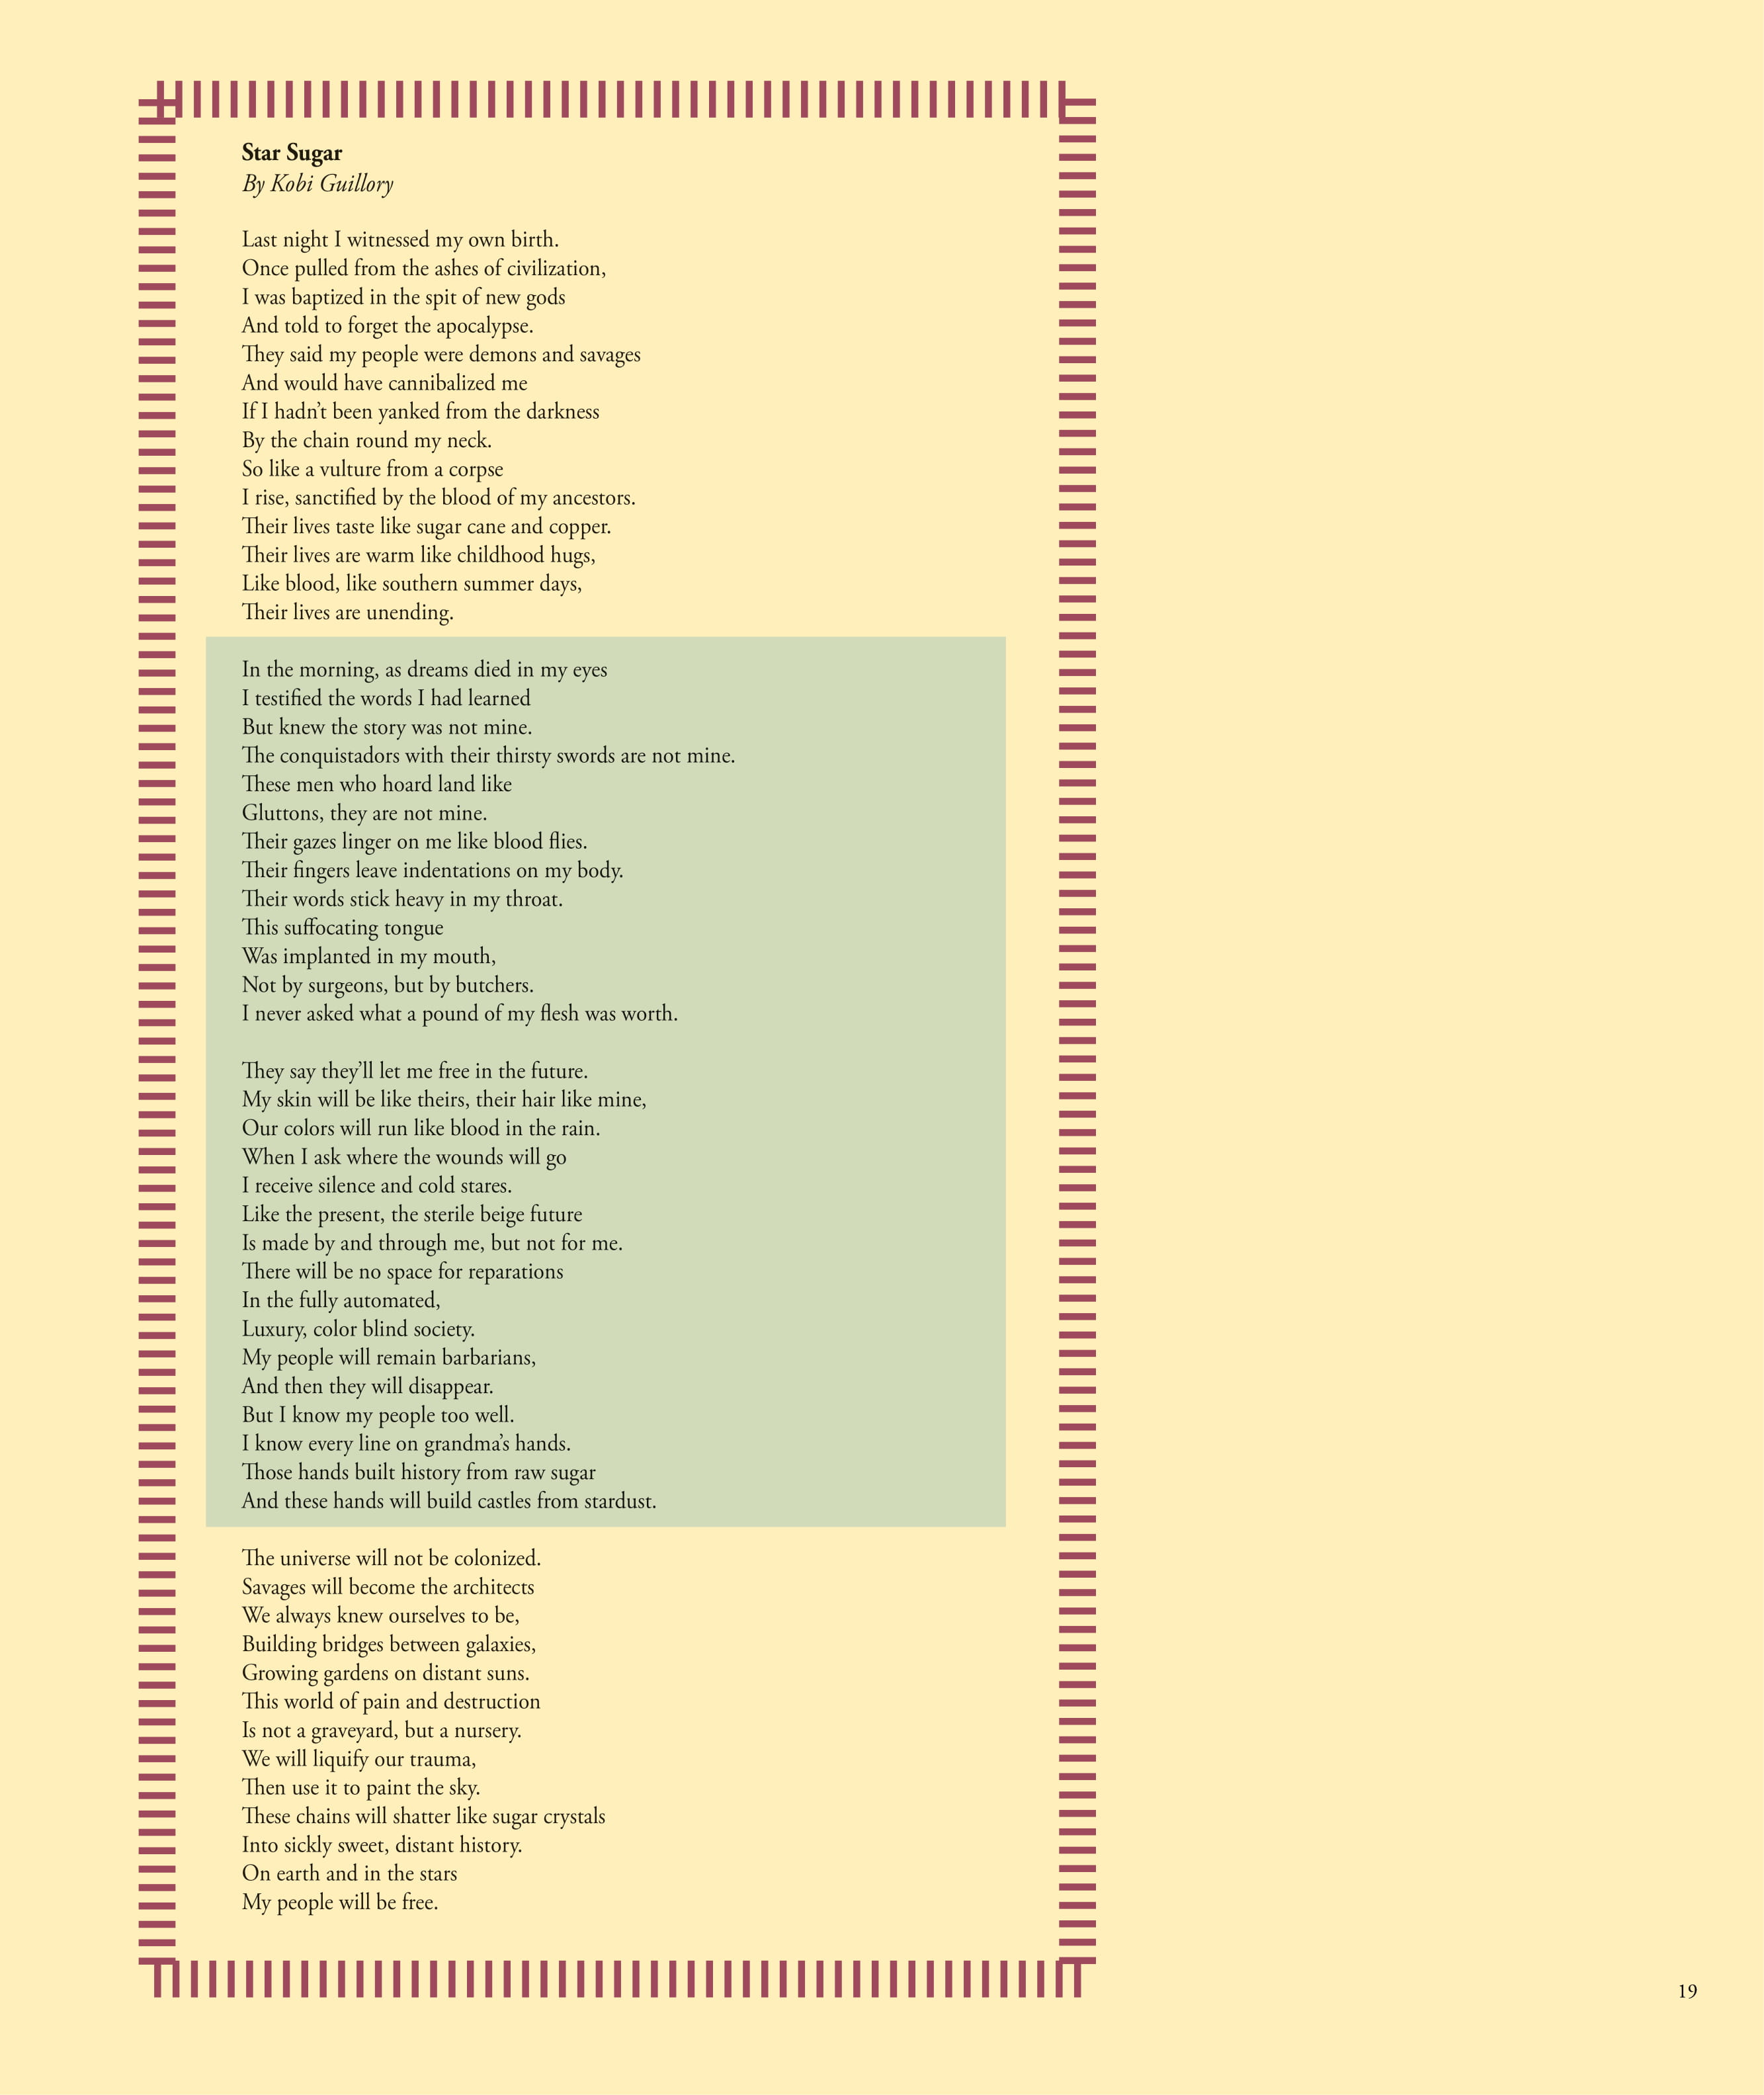 Star Sugar
By Kobi Guillory
Last night I witnessed my own birth.
Once pulled from the ashes of civilization,
I was baptized in the spit of new gods
And told to forget the apocalypse.
They said my people were demons and savages
And would have cannibalized me
If I hadn’t been yanked from the darkness
By the chain round my neck.
So like a vulture from a corpse
I rise, sanctified by the blood of my ancestors.
Their lives taste like sugar cane and copper.
Their lives are warm like childhood hugs,
Like blood, like southern summer days,
Their lives are unending.
In the morning, as dreams died in my eyes
I testified the words I had learned
But knew the story was not mine.
The conquistadors with their thirsty swords are not mine.
These men who hoard land like
Gluttons, they are not mine.
Their gazes linger on me like blood flies.
Their fingers leave indentations on my body.
Their words stick heavy in my throat.
This suffocating tongue
Was implanted in my mouth,
Not by surgeons, but by butchers.
I never asked what a pound of my flesh was worth.
They say they’ll let me free in the future.
My skin will be like theirs, their hair like mine,
Our colors will run like blood in the rain.
When I ask where the wounds will go
I receive silence and cold stares.
Like the present, the sterile beige future
Is made by and through me, but not for me.
There will be no space for reparations
In the fully automated,
Luxury, color blind society.
My people will remain barbarians,
And then they will disappear.
But I know my people too well.
I know every line on grandma’s hands.
Those hands built history from raw sugar
And these hands will build castles from stardust.
The universe will not be colonized.
Savages will become the architects
We always knew ourselves to be,
Building bridges between galaxies,
Growing gardens on distant suns.
This world of pain and destruction
Is not a graveyard, but a nursery.
We will liquify our trauma,
Then use it to paint the sky.
These chains will shatter like sugar crystals
Into sickly sweet, distant history.
On earth and in the stars
My people will be free.
19